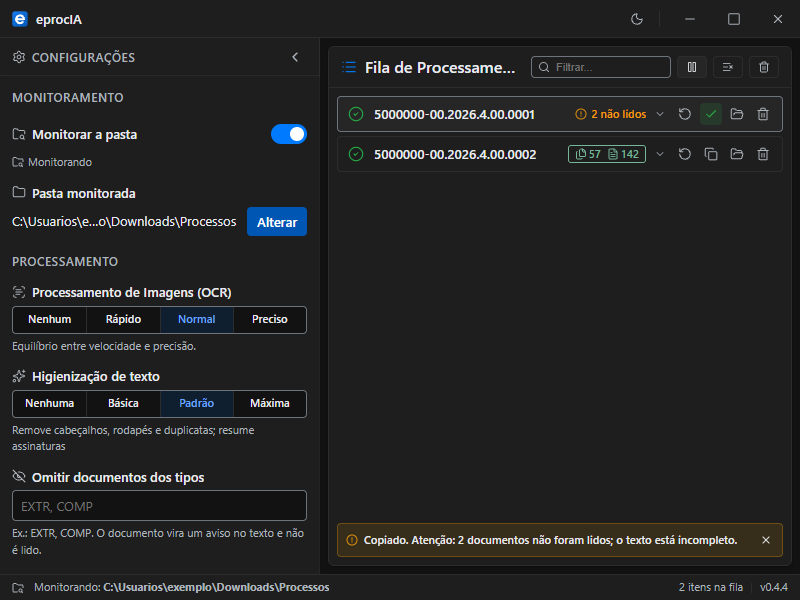 eprocIA
CONFIGURAÇÕES
MONITORAMENTO
Monitorar a pasta
Monitorando
Pasta monitorada
C:\Usuarios\e...o\Downloads\Processos
Alterar
PROCESSAMENTO
Processamento de Imagens (OCR)
Nenhum Rápido Normal Preciso
Equilíbrio entre velocidade e precisão.
Higienização de texto
Nenhuma Básica Padrão Máxima
Remove cabeçalhos, rodapés e duplicatas; resume
assinaturas
Omitir documentos dos tipos
EXTR, COMP
Ex.: EXTR, COMP. O documento vira um aviso no texto e não
é lido.
Fila de Processame...
Filtrar...
5000000-00.2026.4.00.0001 2 não lidos
5000000-00.2026.4.00.0002 57 142
Copiado. Atenção: 2 documentos não foram lidos; o texto está incompleto.
Monitorando: C:\Usuarios\exemplo\Downloads\Processos
2 itens na fila v0.4.4